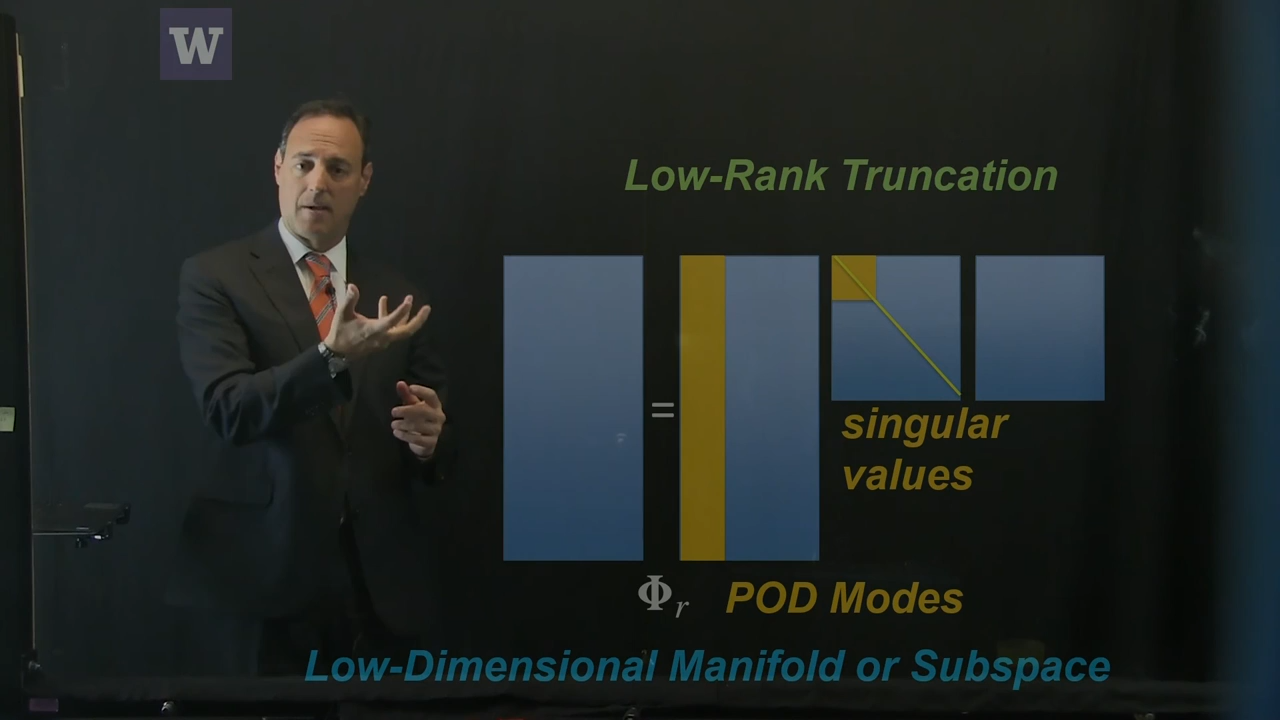 W
Low-Rank Truncation
=
singular
values
Φr POD Modes
Low-Dimensional Manifold or Subspace